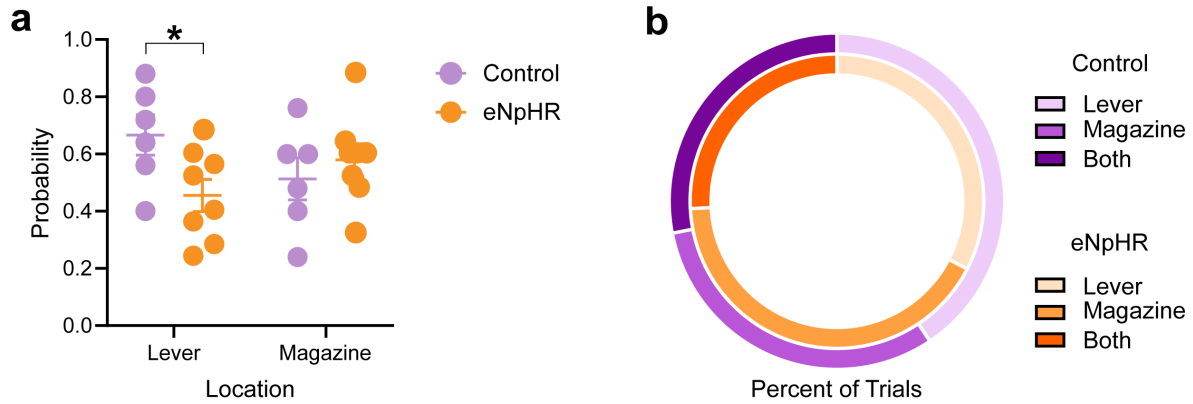 a
*
1.0
0.8
0.6
0.4
0.2
0.0
Probability
Lever
Magazine
Location
Control
eNpHR
b
Percent of Trials
Control
Lever
Magazine
Both
eNpHR
Lever
Magazine
Both